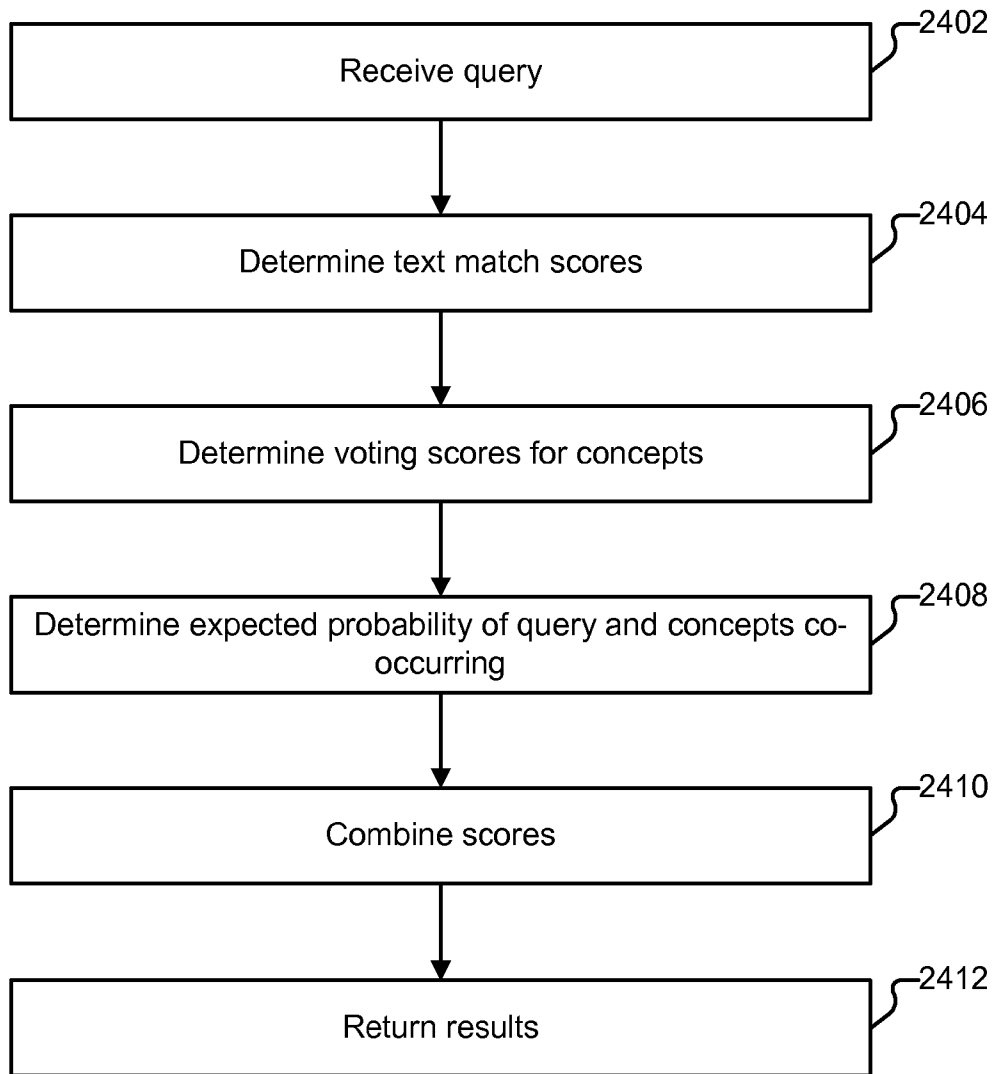 2402
Receive query
2404
Determine text match scores
2406
Determine voting scores for concepts
2408
Determine expected probability of query and concepts co-
occurring
2410
Combine scores
2412
Return results